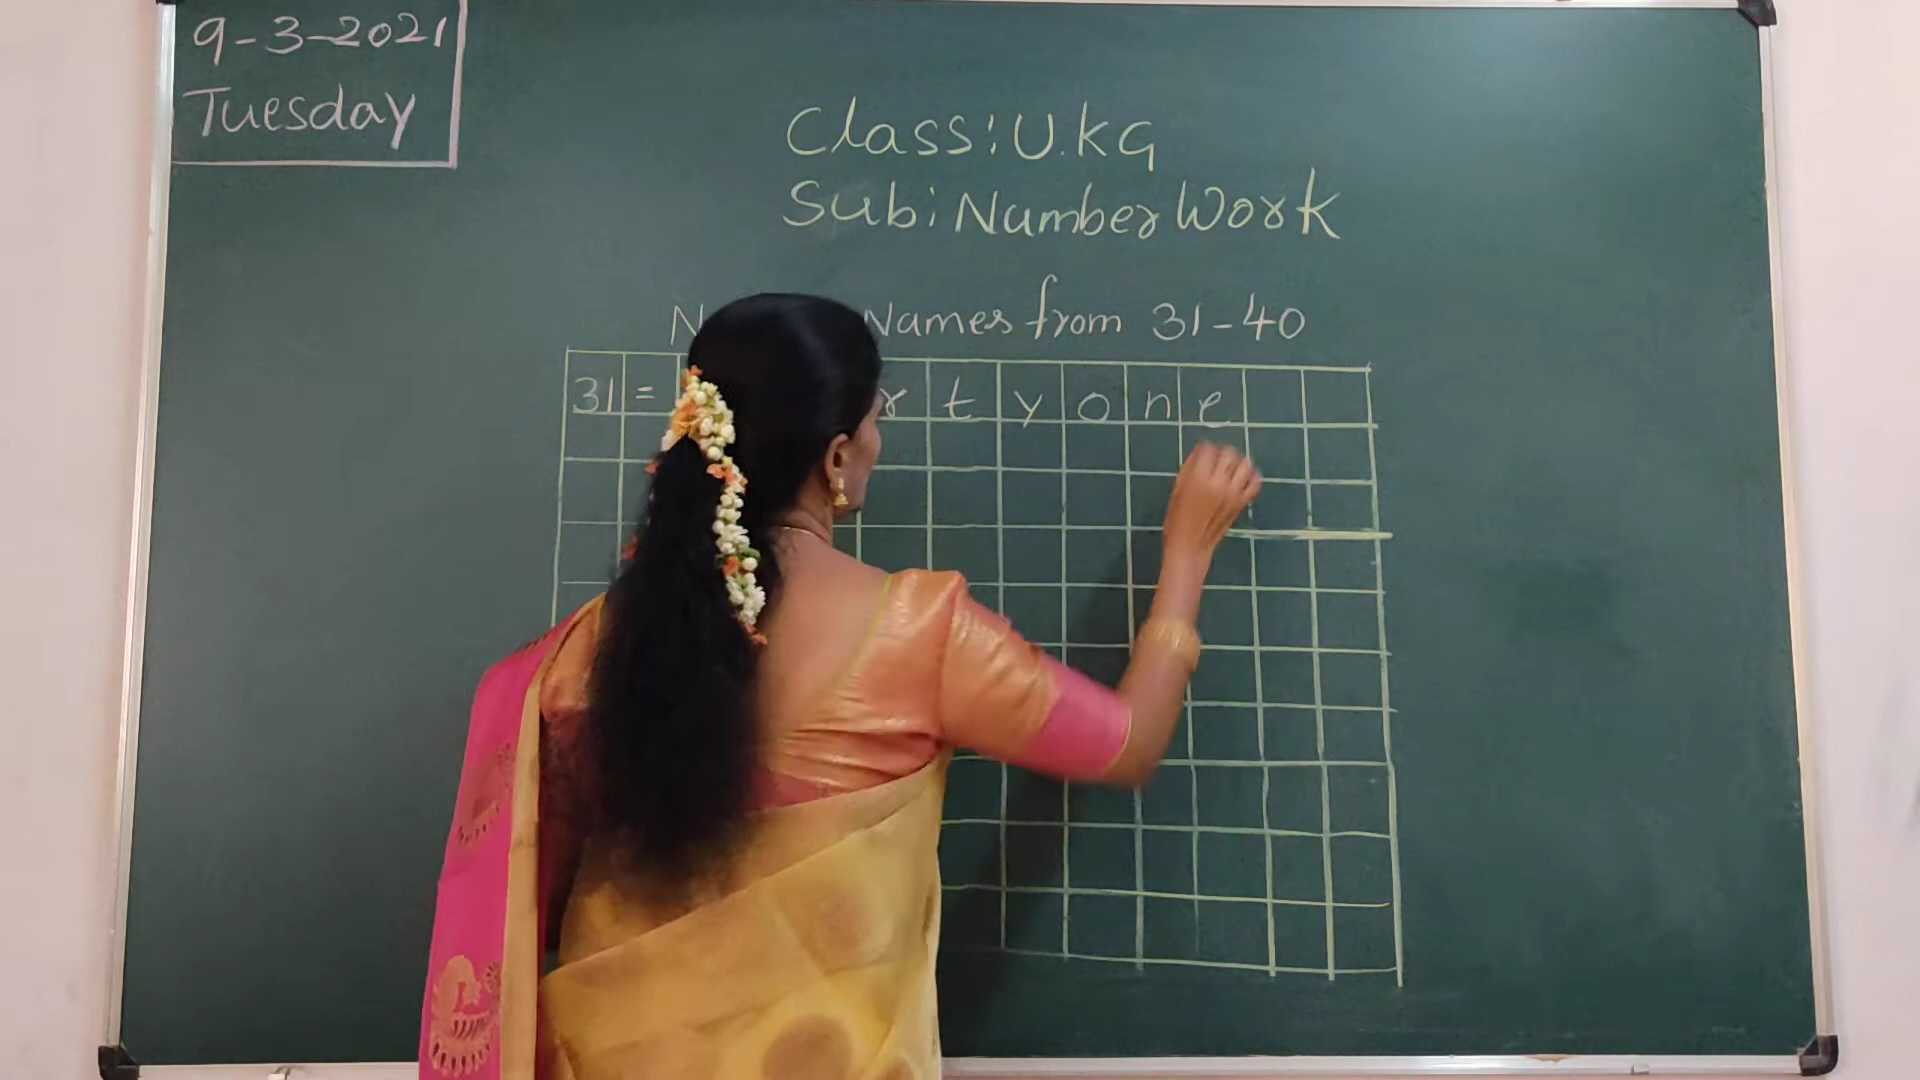 9-3-2021
Tuesday
Class: U.KG
Sub: Number Work
Names from 31-40
31 = r t y o n e